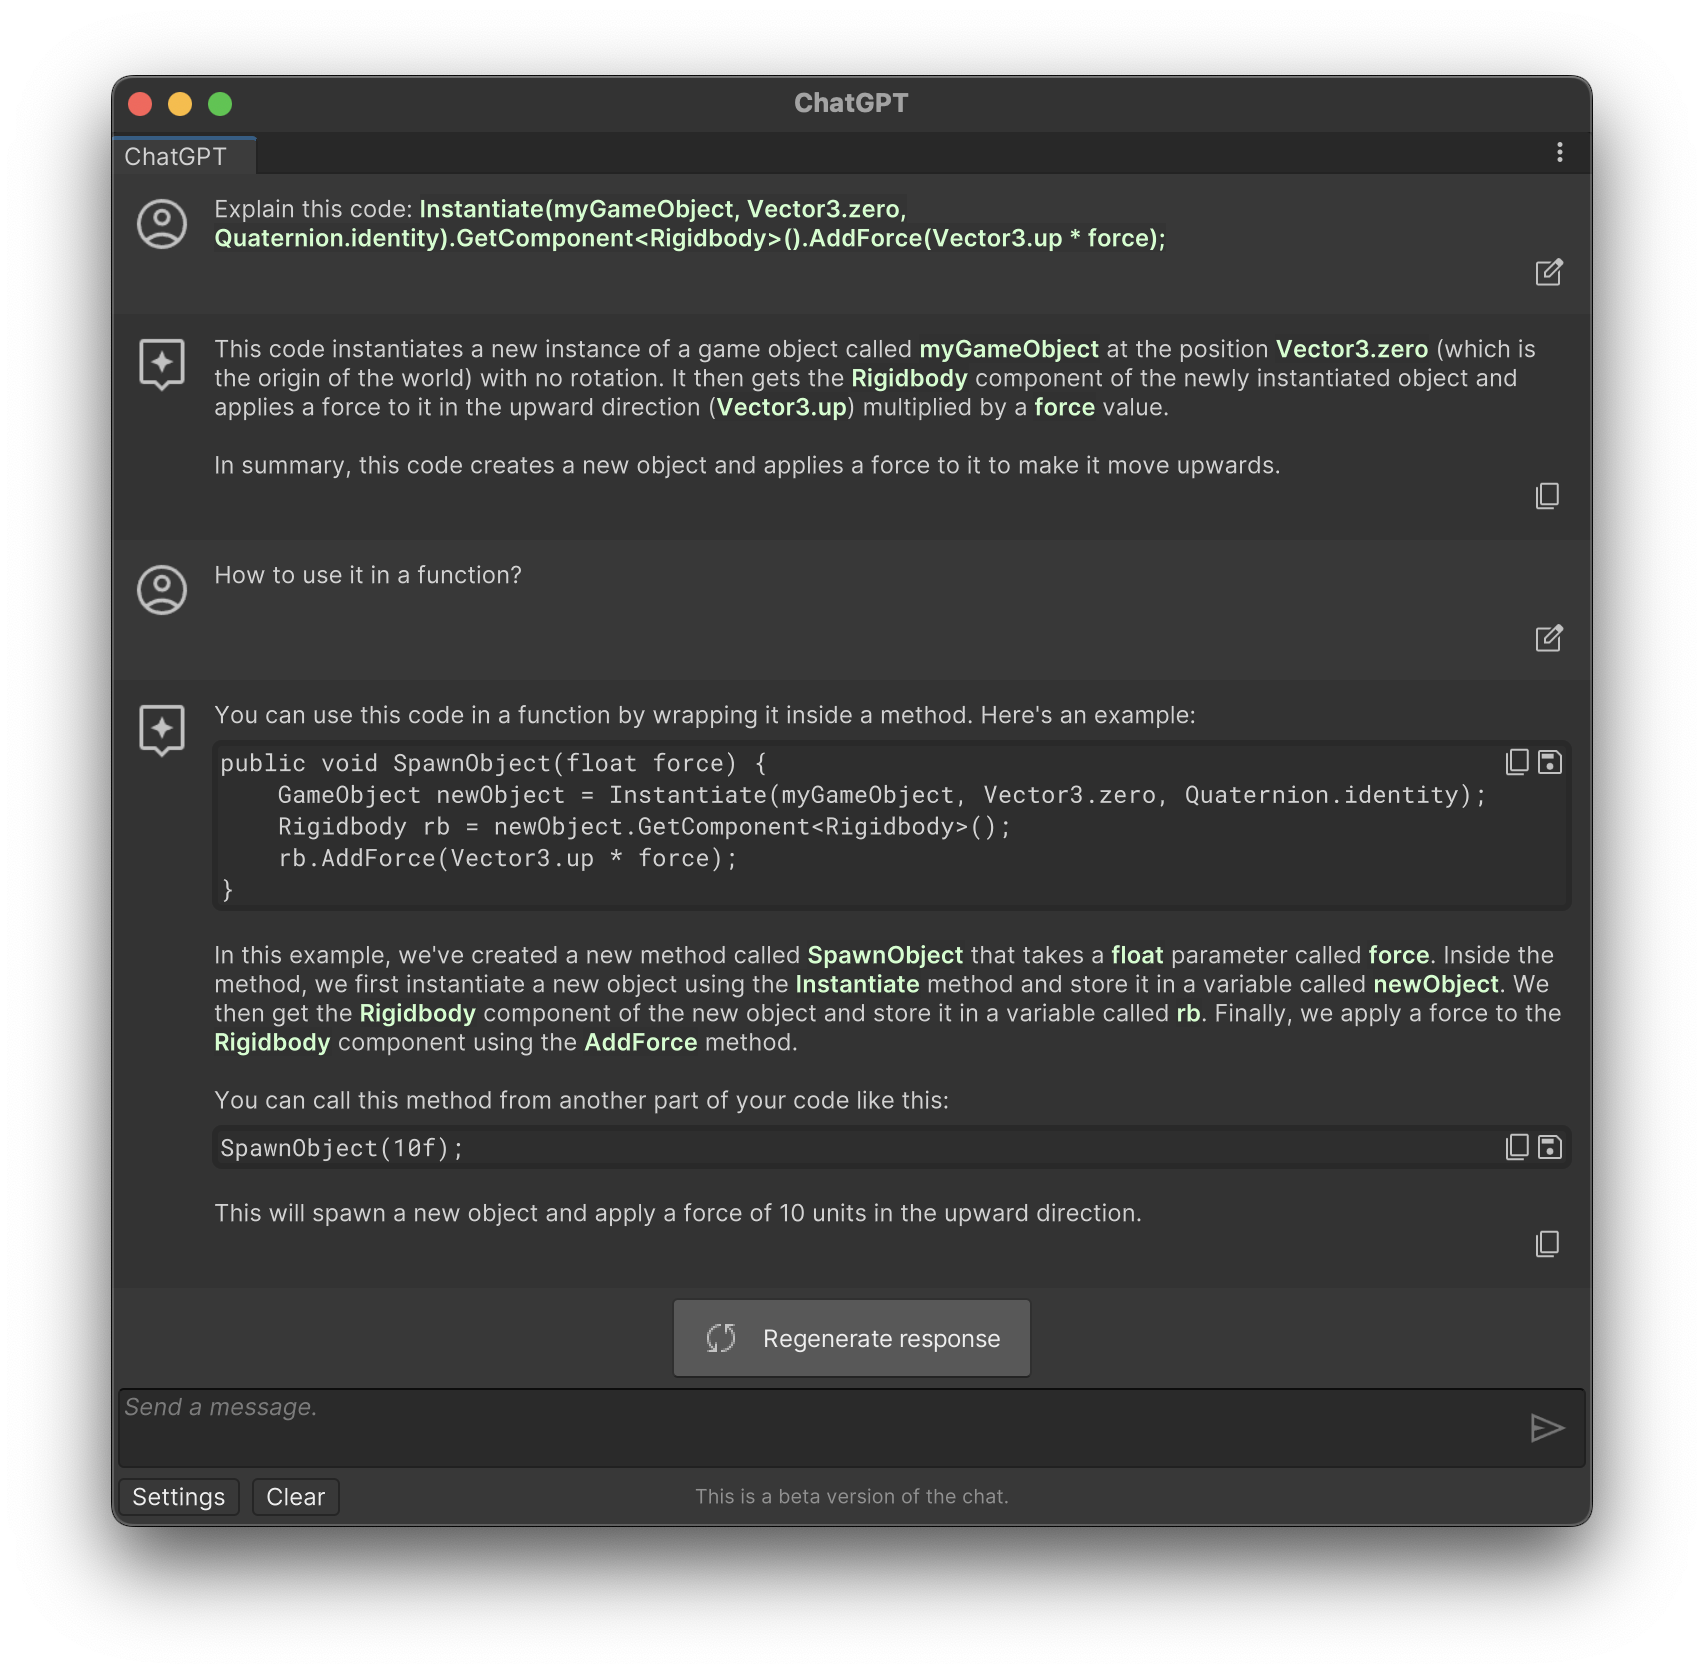 ChatGPT
ChatGPT
Explain this code: Instantiate(myGameObject, Vector3.zero,
Quaternion.identity).GetComponent<Rigidbody>().AddForce(Vector3.up * force);
This code instantiates a new instance of a game object called myGameObject at the position Vector3.zero (which is
the origin of the world) with no rotation. It then gets the Rigidbody component of the newly instantiated object and
applies a force to it in the upward direction (Vector3.up) multiplied by a force value.
In summary, this code creates a new object and applies a force to it to make it move upwards.
How to use it in a function?
You can use this code in a function by wrapping it inside a method. Here's an example:
public void SpawnObject(float force) {
    GameObject newObject = Instantiate(myGameObject, Vector3.zero, Quaternion.identity);
    Rigidbody rb = newObject.GetComponent<Rigidbody>();
    rb.AddForce(Vector3.up * force);
}
In this example, we've created a new method called SpawnObject that takes a float parameter called force. Inside the
method, we first instantiate a new object using the Instantiate method and store it in a variable called newObject. We
then get the Rigidbody component of the new object and store it in a variable called rb. Finally, we apply a force to the
Rigidbody component using the AddForce method.
You can call this method from another part of your code like this:
SpawnObject(10f);
This will spawn a new object and apply a force of 10 units in the upward direction.
Regenerate response
Send a message.
Settings Clear This is a beta version of the chat.